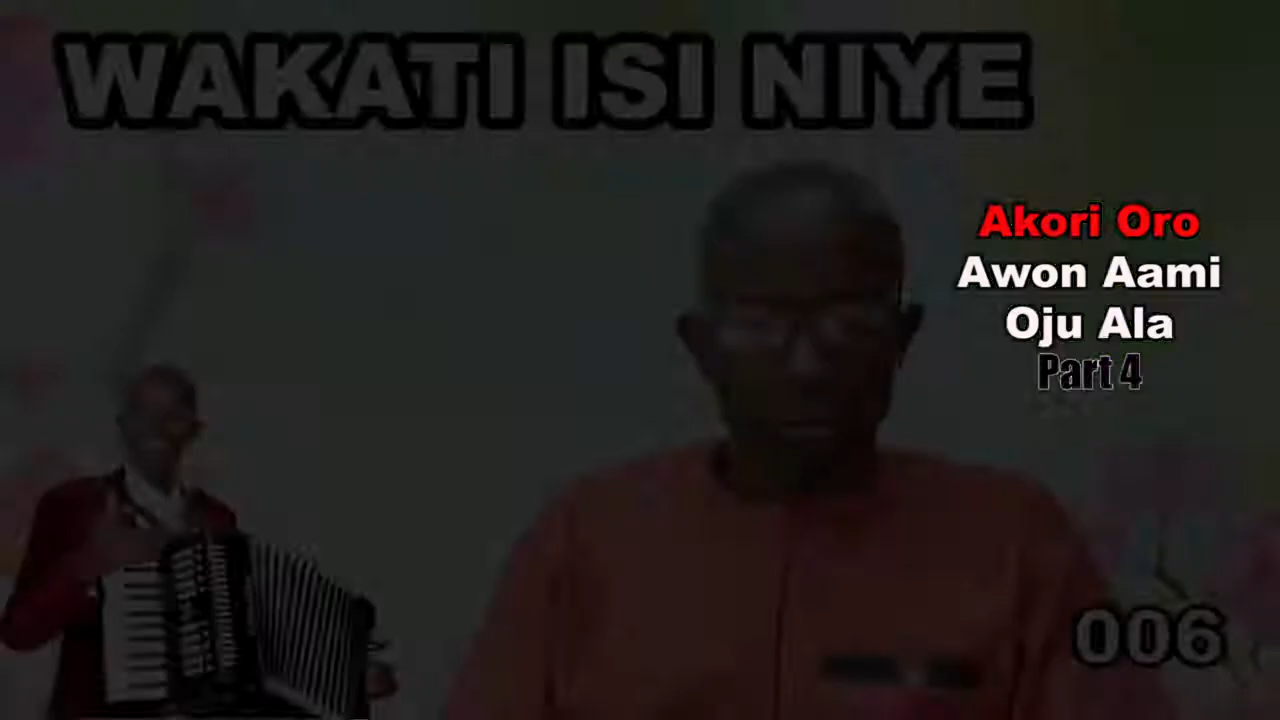 WAKATI ISI NIYE
Akori Oro
Awon Aami
Oju Ala
Part 4
006